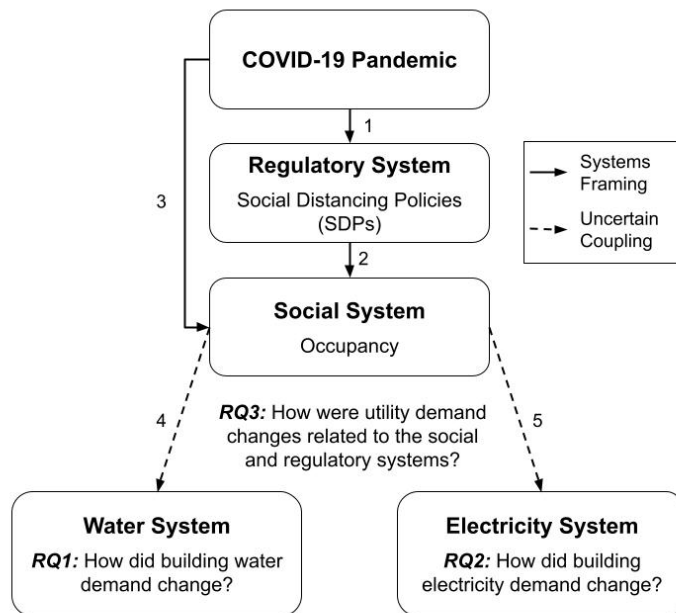 COVID-19 Pandemic
1
Regulatory System
Social Distancing Policies
(SDPs)
Systems
Framing
Uncertain
Coupling
3
2
Social System
Occupancy
4
RQ3: How were utility demand
changes related to the social
and regulatory systems?
5
Water System
RQ1: How did building water
demand change?
Electricity System
RQ2: How did building
electricity demand change?